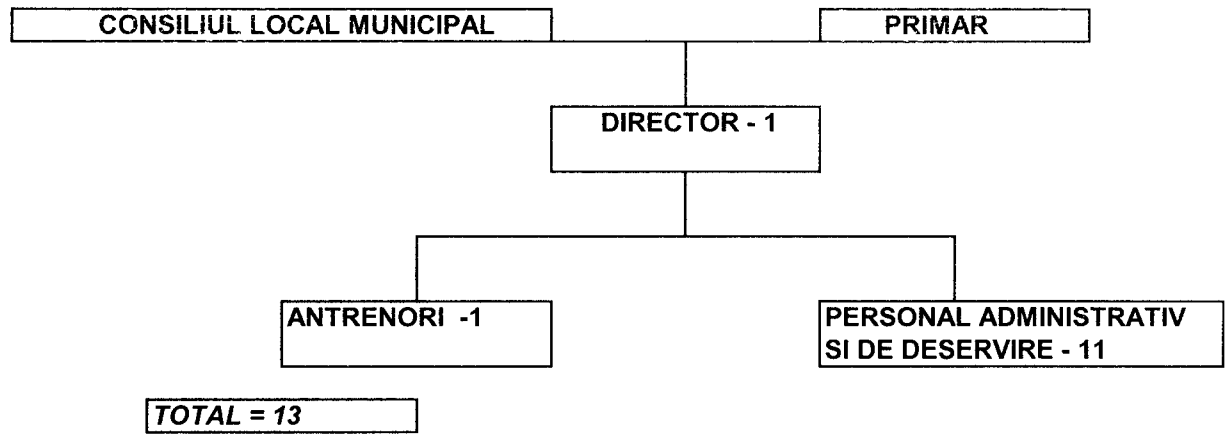 CONSILIUL LOCAL MUNICIPAL
PRIMAR
DIRECTOR - 1
ANTRENORI -1
PERSONAL ADMINISTRATIV
SI DE DESERVIRE - 11
TOTAL = 13